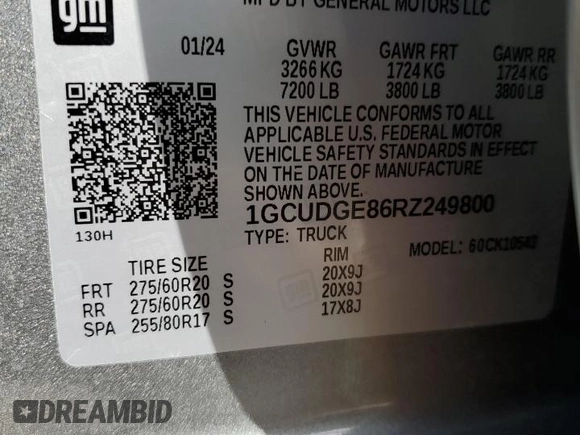 gm
MFD BY GENERAL MOTORS LLC
01/24 GVWR GAWR FRT GAWR RR
3266 KG 1724 KG 1724 KG
7200 LB 3800 LB 3800 LB
THIS VEHICLE CONFORMS TO ALL
APPLICABLE U.S. FEDERAL MOTOR
VEHICLE SAFETY STANDARDS IN EFFECT
ON THE DATE OF MANUFACTURE
SHOWN ABOVE.
130H
1GCUDGE86RZ249800
TYPE: TRUCK MODEL: 60CK10543
TIRE SIZE RIM
FRT 275/60R20 S 20X9J
RR 275/60R20 S 20X9J
SPA 255/80R17 S 17X8J
DREAMBID